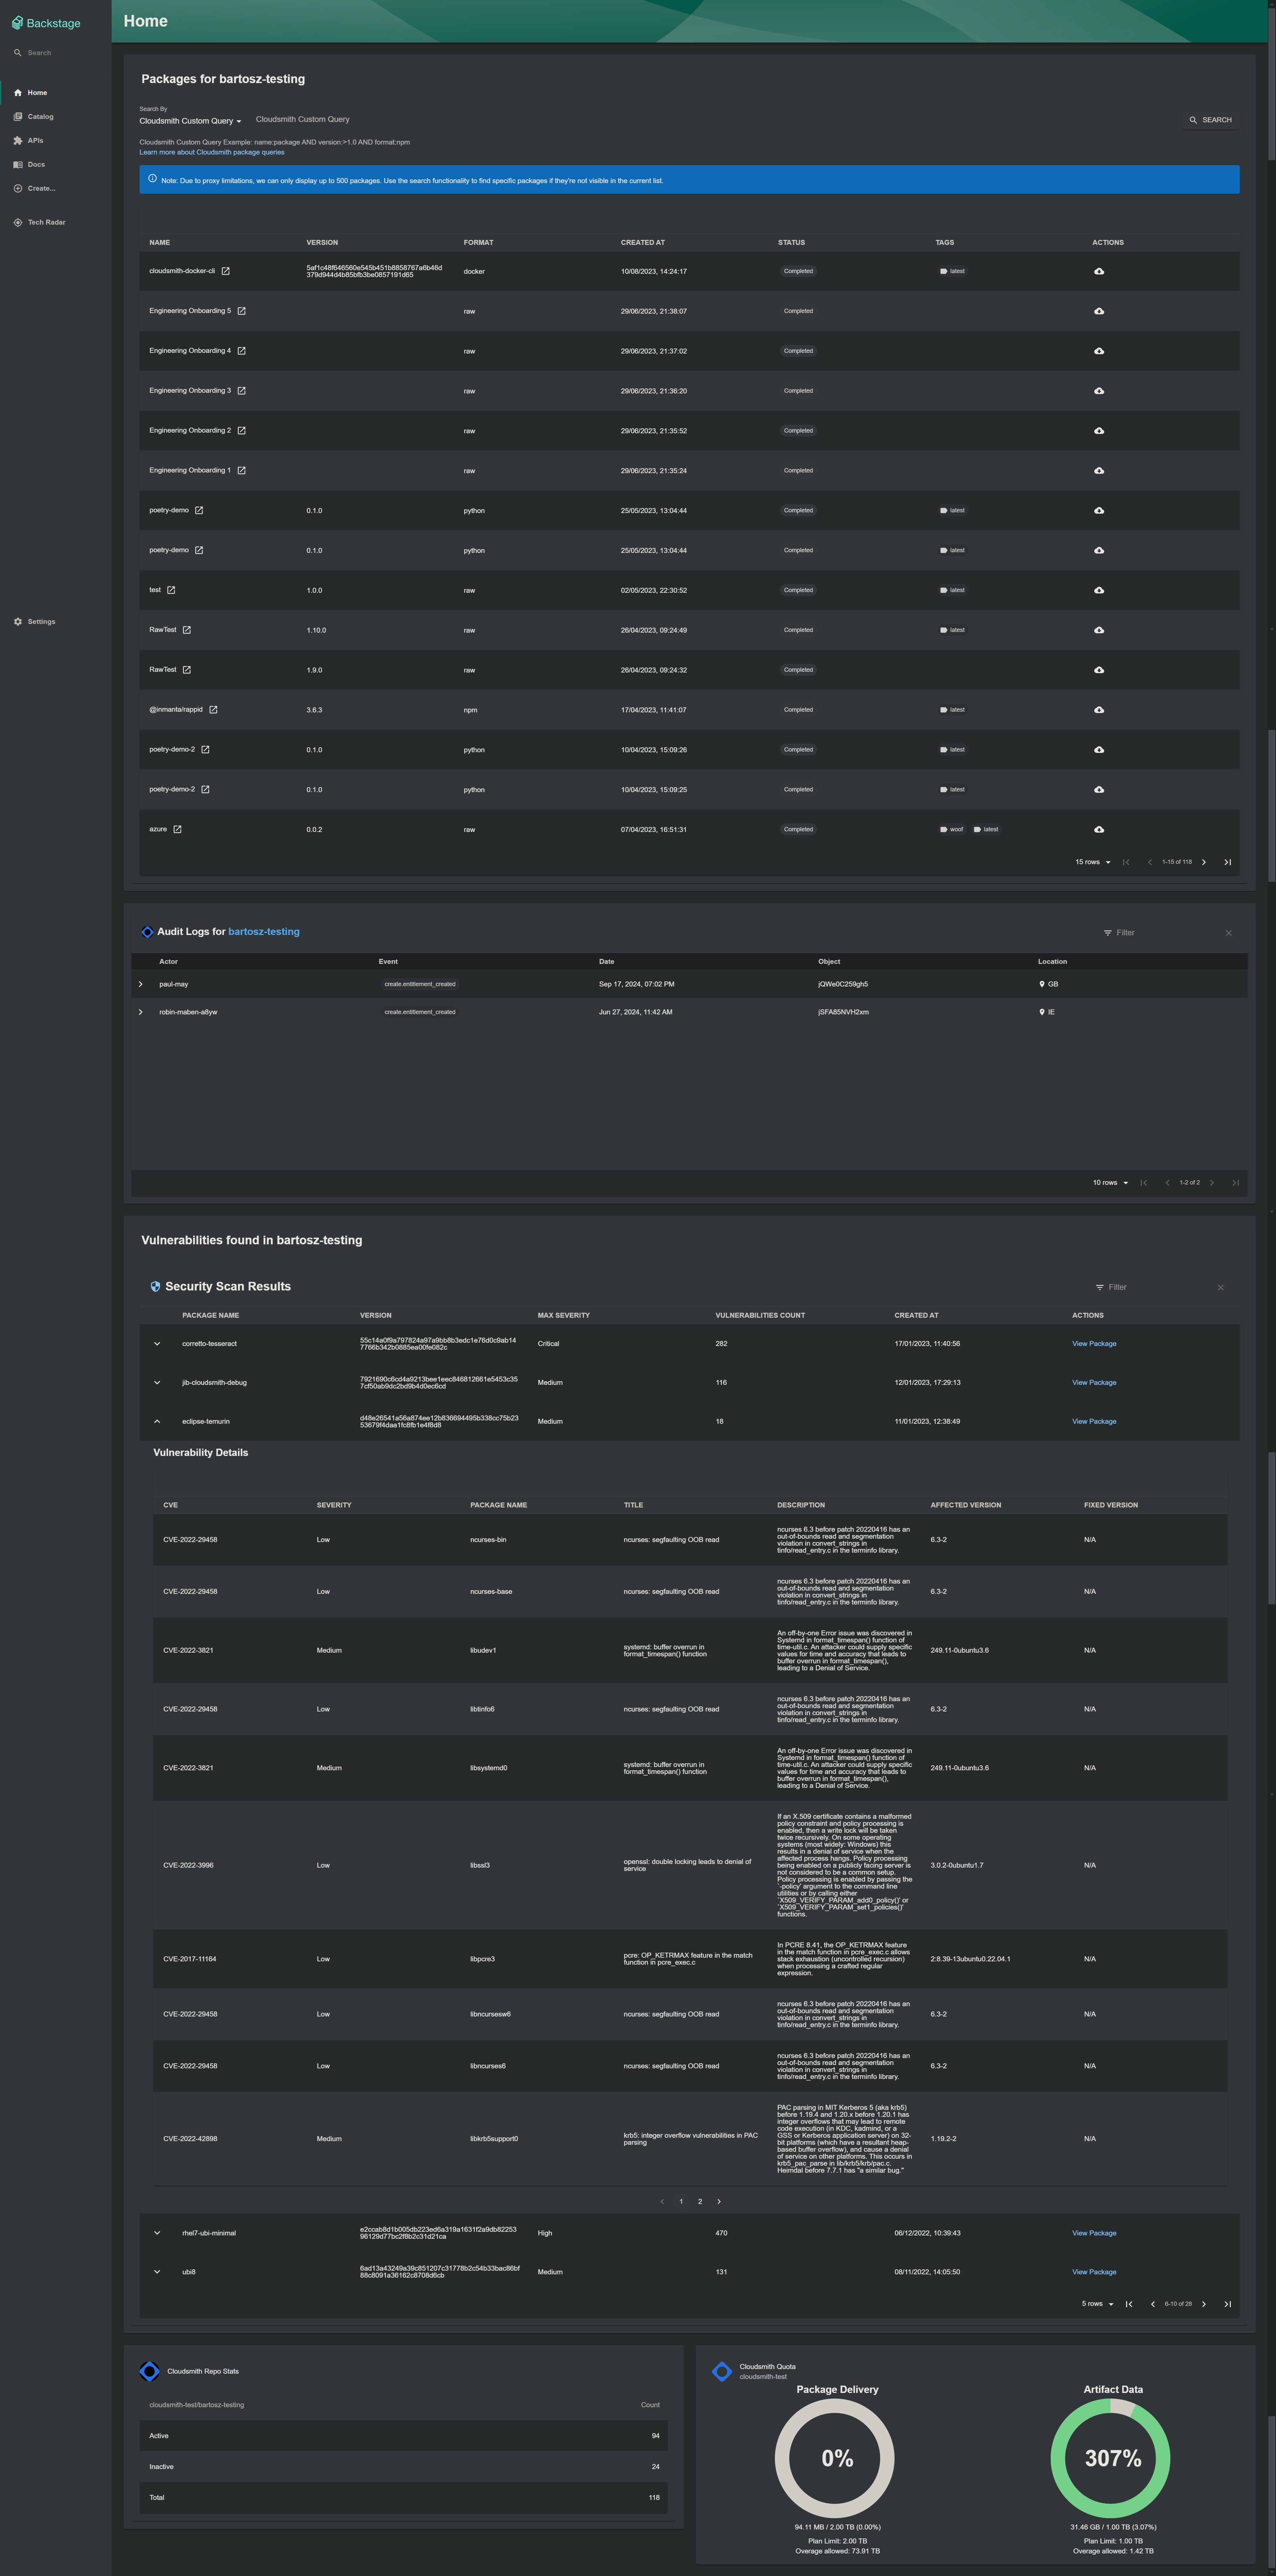 Backstage
Search
Home
Catalog
APIs
Docs
Create...
Tech Radar
Settings
Home
Packages for bartosz-testing
Search By
Cloudsmith Custom Query
Cloudsmith Custom Query
SEARCH
Cloudsmith Custom Query Example: name:package AND version:>1.0 AND format:npm
Learn more about Cloudsmith package queries
Note: Due to proxy limitations, we can only display up to 500 packages. Use the search functionality to find specific packages if they're not visible in the current list.
NAME VERSION FORMAT CREATED AT STATUS TAGS ACTIONS
cloudsmith-docker-cli 5af1c48f646560e545b451b8858767a6b46d
379d944d4b85bfb3be0857191d65 docker 10/08/2023, 14:24:17 Completed latest
Engineering Onboarding 5 raw 29/06/2023, 21:38:07 Completed
Engineering Onboarding 4 raw 29/06/2023, 21:37:02 Completed
Engineering Onboarding 3 raw 29/06/2023, 21:36:20 Completed
Engineering Onboarding 2 raw 29/06/2023, 21:35:52 Completed
Engineering Onboarding 1 raw 29/06/2023, 21:35:24 Completed
poetry-demo 0.1.0 python 25/05/2023, 13:04:44 Completed latest
poetry-demo 0.1.0 python 25/05/2023, 13:04:44 Completed latest
test 1.0.0 raw 02/05/2023, 22:30:52 Completed latest
RawTest 1.10.0 raw 26/04/2023, 09:24:49 Completed latest
RawTest 1.9.0 raw 26/04/2023, 09:24:32 Completed
@inmanta/rappid 3.6.3 npm 17/04/2023, 11:41:07 Completed latest
poetry-demo-2 0.1.0 python 10/04/2023, 15:09:26 Completed latest
poetry-demo-2 0.1.0 python 10/04/2023, 15:09:25 Completed latest
azure 0.0.2 raw 07/04/2023, 16:51:31 Completed woof latest
15 rows 1-15 of 118
Audit Logs for bartosz-testing
Filter
Actor Event Date Object Location
paul-may create.entitlement_created Sep 17, 2024, 07:02 PM jQWe0C259gh5 GB
robin-maben-a8yw create.entitlement_created Jun 27, 2024, 11:42 AM jSFA85NVH2xm IE
10 rows 1-2 of 2
Vulnerabilities found in bartosz-testing
Security Scan Results
Filter
PACKAGE NAME VERSION MAX SEVERITY VULNERABILITIES COUNT CREATED AT ACTIONS
corretto-tesseract 55c14a0f9a797824a97a9bb8b3edc1e76d0c9ab14
7766b342b0885ea00fe082c Critical 282 17/01/2023, 11:40:56 View Package
jib-cloudsmith-debug 7921690c6cd4a9213bee1eec846812661e5453c35
7cf50ab9dc2bd9b4d0ec6cd Medium 116 12/01/2023, 17:29:13 View Package
eclipse-temurin d48e26541a56a874ee12b836694495b338cc75b23
53679f4daa1fc8fb1e4f8d8 Medium 18 11/01/2023, 12:38:49 View Package
Vulnerability Details
CVE SEVERITY PACKAGE NAME TITLE DESCRIPTION AFFECTED VERSION FIXED VERSION
CVE-2022-29458 Low ncurses-bin ncurses: segfaulting OOB read
ncurses 6.3 before patch 20220416 has an
out-of-bounds read and segmentation
violation in convert_strings in
tinfo/read_entry.c in the terminfo library.
6.3-2 N/A
CVE-2022-29458 Low ncurses-base ncurses: segfaulting OOB read
ncurses 6.3 before patch 20220416 has an
out-of-bounds read and segmentation
violation in convert_strings in
tinfo/read_entry.c in the terminfo library.
6.3-2 N/A
CVE-2022-3821 Medium libudev1
systemd: buffer overrun in
format_timespan() function
An off-by-one Error issue was discovered in
Systemd in format_timespan() function of
time-util.c. An attacker could supply specific
values for time and accuracy that leads to
buffer overrun in format_timespan(),
leading to a Denial of Service.
249.11-0ubuntu3.6 N/A
CVE-2022-29458 Low libtinfo6 ncurses: segfaulting OOB read
ncurses 6.3 before patch 20220416 has an
out-of-bounds read and segmentation
violation in convert_strings in
tinfo/read_entry.c in the terminfo library.
6.3-2 N/A
CVE-2022-3821 Medium libsystemd0
systemd: buffer overrun in
format_timespan() function
An off-by-one Error issue was discovered in
Systemd in format_timespan() function of
time-util.c. An attacker could supply specific
values for time and accuracy that leads to
buffer overrun in format_timespan(),
leading to a Denial of Service.
249.11-0ubuntu3.6 N/A
CVE-2022-3996 Low libssl3
openssl: double locking leads to denial of
service
If an X.509 certificate contains a malformed
policy constraint and policy processing is
enabled, then a write lock will be taken
twice recursively. On some operating
systems (most widely: Windows) this
results in a denial of service when the
affected process hangs. Policy processing
being enabled on a publicly facing server is
not considered to be a common setup.
Policy processing is enabled by passing the
`-policy' argument to the command line
utilities or by calling either
`X509_VERIFY_PARAM_add0_policy()' or
`X509_VERIFY_PARAM_set1_policies()'
functions.
3.0.2-0ubuntu1.7 N/A
CVE-2017-11164 Low libpcre3
pcre: OP_KETRMAX feature in the match
function in pcre_exec.c
In PCRE 8.41, the OP_KETRMAX feature
in the match function in pcre_exec.c allows
stack exhaustion (uncontrolled recursion)
when processing a crafted regular
expression.
2:8.39-13ubuntu0.22.04.1 N/A
CVE-2022-29458 Low libncursesw6 ncurses: segfaulting OOB read
ncurses 6.3 before patch 20220416 has an
out-of-bounds read and segmentation
violation in convert_strings in
tinfo/read_entry.c in the terminfo library.
6.3-2 N/A
CVE-2022-29458 Low libncurses6 ncurses: segfaulting OOB read
ncurses 6.3 before patch 20220416 has an
out-of-bounds read and segmentation
violation in convert_strings in
tinfo/read_entry.c in the terminfo library.
6.3-2 N/A
CVE-2022-42898 Medium libkrb5support0
krb5: integer overflow vulnerabilities in PAC
parsing
PAC parsing in MIT Kerberos 5 (aka krb5)
before 1.19.4 and 1.20.x before 1.20.1 has
integer overflows that may lead to remote
code execution (in KDC, kadmind, or a
GSS or Kerberos application server) on 32-
bit platforms (which have a resultant heap-
based buffer overflow), and cause a denial
of service on other platforms. This occurs in
krb5_pac_parse in lib/krb5/krb/pac.c.
Heimdal before 7.7.1 has "a similar bug."
1.19.2-2 N/A
1 2
rhel7-ubi-minimal e2ccab8d1b005db223ed6a319a1631f2a9db82253
96129d77bc2f8b2c31d21ca High 470 06/12/2022, 10:39:43 View Package
ubi8 6ad13a43249a39c851207c31778b2c54b33bac86bf
88c8091a36162c8708d6cb Medium 131 08/11/2022, 14:05:50 View Package
5 rows 6-10 of 28
Cloudsmith Repo Stats
cloudsmith-test/bartosz-testing Count
Active 94
Inactive 24
Total 118
Cloudsmith Quota
cloudsmith-test
Package Delivery
0%
94.11 MB / 2.00 TB (0.00%)
Plan Limit: 2.00 TB
Overage allowed: 73.91 TB
Artifact Data
307%
31.46 GB / 1.00 TB (3.07%)
Plan Limit: 1.00 TB
Overage allowed: 1.42 TB